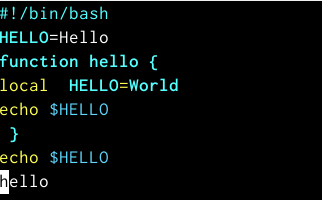 #!/bin/bash
HELLO=Hello
function hello {
local  HELLO=World
echo $HELLO
 }
echo $HELLO
hello